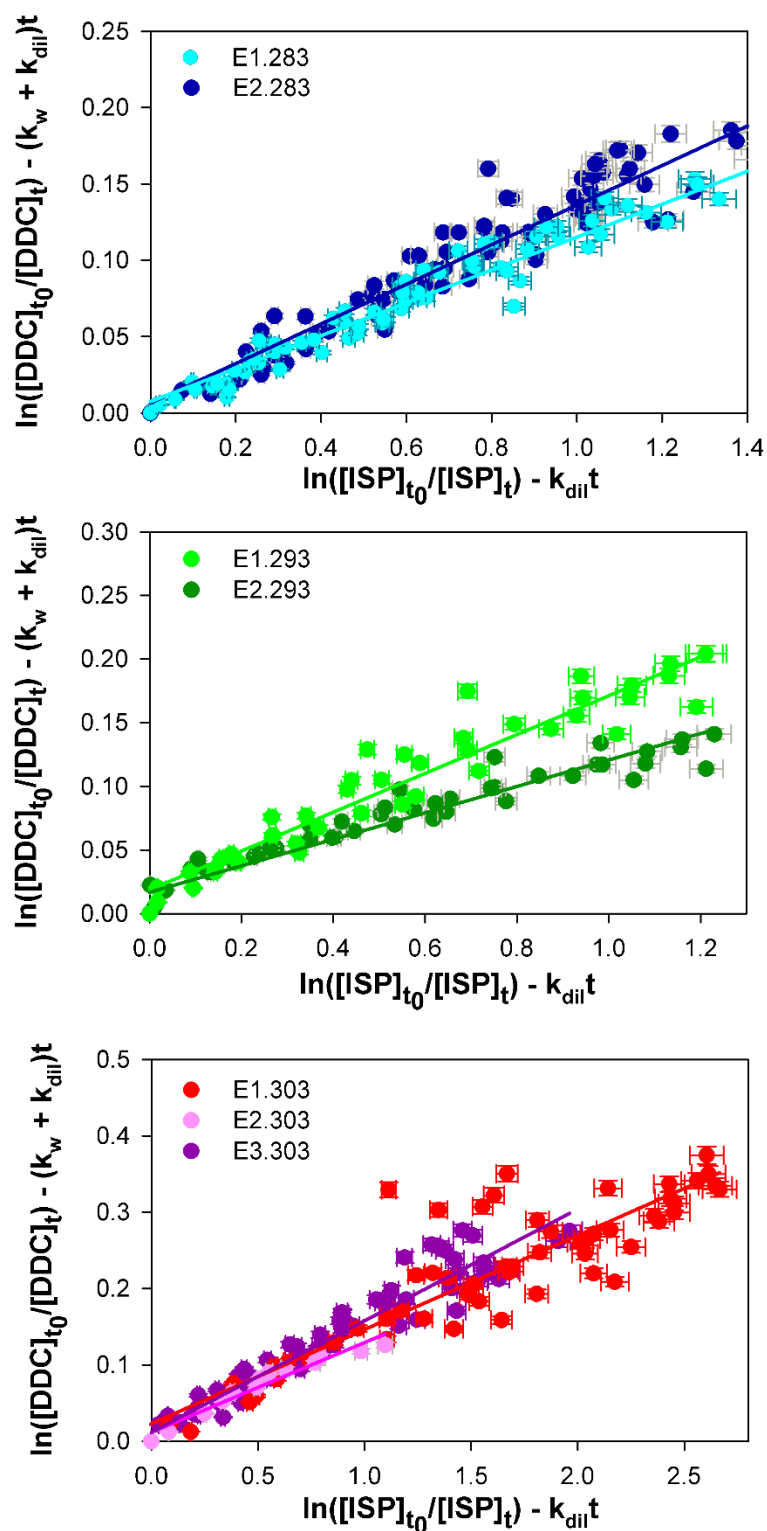 0.25
E1.283
E2.283
0.20
0.15
0.10
0.05
0.00
0.0 0.2 0.4 0.6 0.8 1.0 1.2 1.4
ln([ISP]t0/[ISP]t) - kdilt
ln([DDC]t0/[DDC]t) - (kw + kdil)t
0.30
E1.293
E2.293
0.25
0.20
0.15
0.10
0.05
0.00
0.0 0.2 0.4 0.6 0.8 1.0 1.2
ln([ISP]t0/[ISP]t) - kdilt
ln([DDC]t0/[DDC]t) - (kw + kdil)t
0.5
E1.303
E2.303
E3.303
0.4
0.3
0.2
0.1
0.0
0.0 0.5 1.0 1.5 2.0 2.5
ln([ISP]t0/[ISP]t) - kdilt
ln([DDC]t0/[DDC]t) - (kw + kdil)t